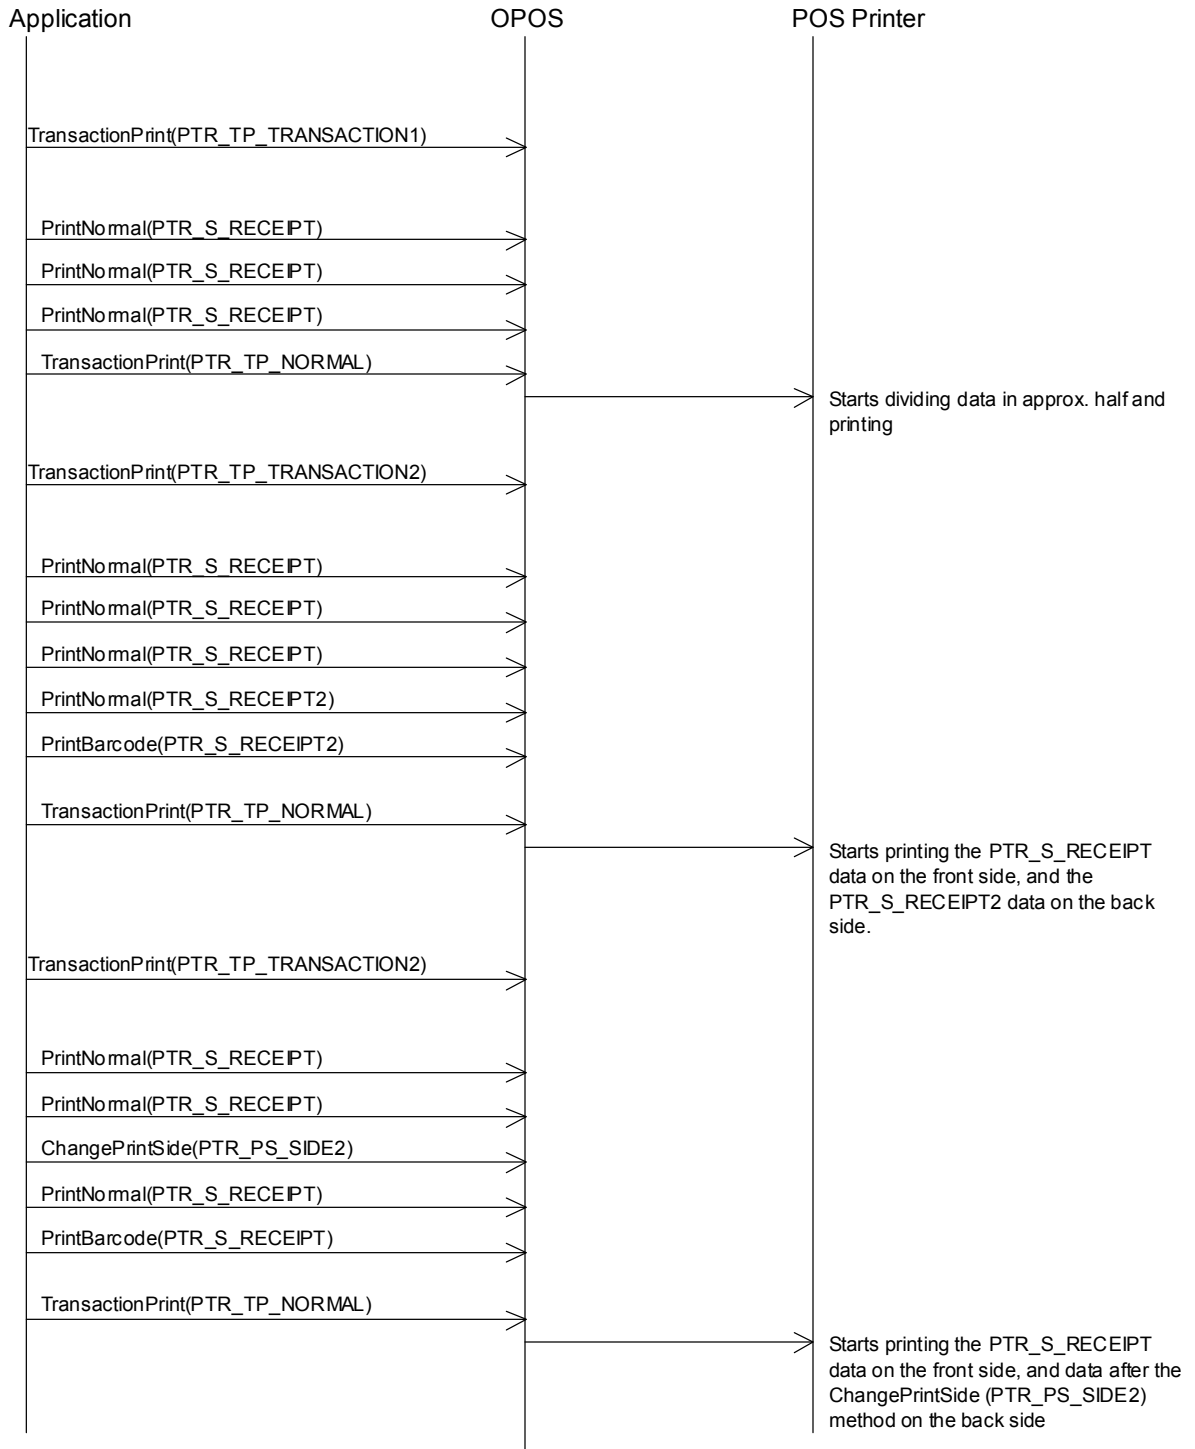 Application OPOS POS Printer
TransactionPrint(PTR_TP_TRANSACTION1)
PrintNormal(PTR_S_RECEIPT)
PrintNormal(PTR_S_RECEIPT)
PrintNormal(PTR_S_RECEIPT)
TransactionPrint(PTR_TP_NORMAL)
Starts dividing data in approx. half and
printing
TransactionPrint(PTR_TP_TRANSACTION2)
PrintNormal(PTR_S_RECEIPT)
PrintNormal(PTR_S_RECEIPT)
PrintNormal(PTR_S_RECEIPT)
PrintNormal(PTR_S_RECEIPT2)
PrintBarcode(PTR_S_RECEIPT2)
TransactionPrint(PTR_TP_NORMAL)
Starts printing the PTR_S_RECEIPT
data on the front side, and the
PTR_S_RECEIPT2 data on the back
side.
TransactionPrint(PTR_TP_TRANSACTION2)
PrintNormal(PTR_S_RECEIPT)
PrintNormal(PTR_S_RECEIPT)
ChangePrintSide(PTR_PS_SIDE2)
PrintNormal(PTR_S_RECEIPT)
PrintBarcode(PTR_S_RECEIPT)
TransactionPrint(PTR_TP_NORMAL)
Starts printing the PTR_S_RECEIPT
data on the front side, and data after the
ChangePrintSide (PTR_PS_SIDE2)
method on the back side